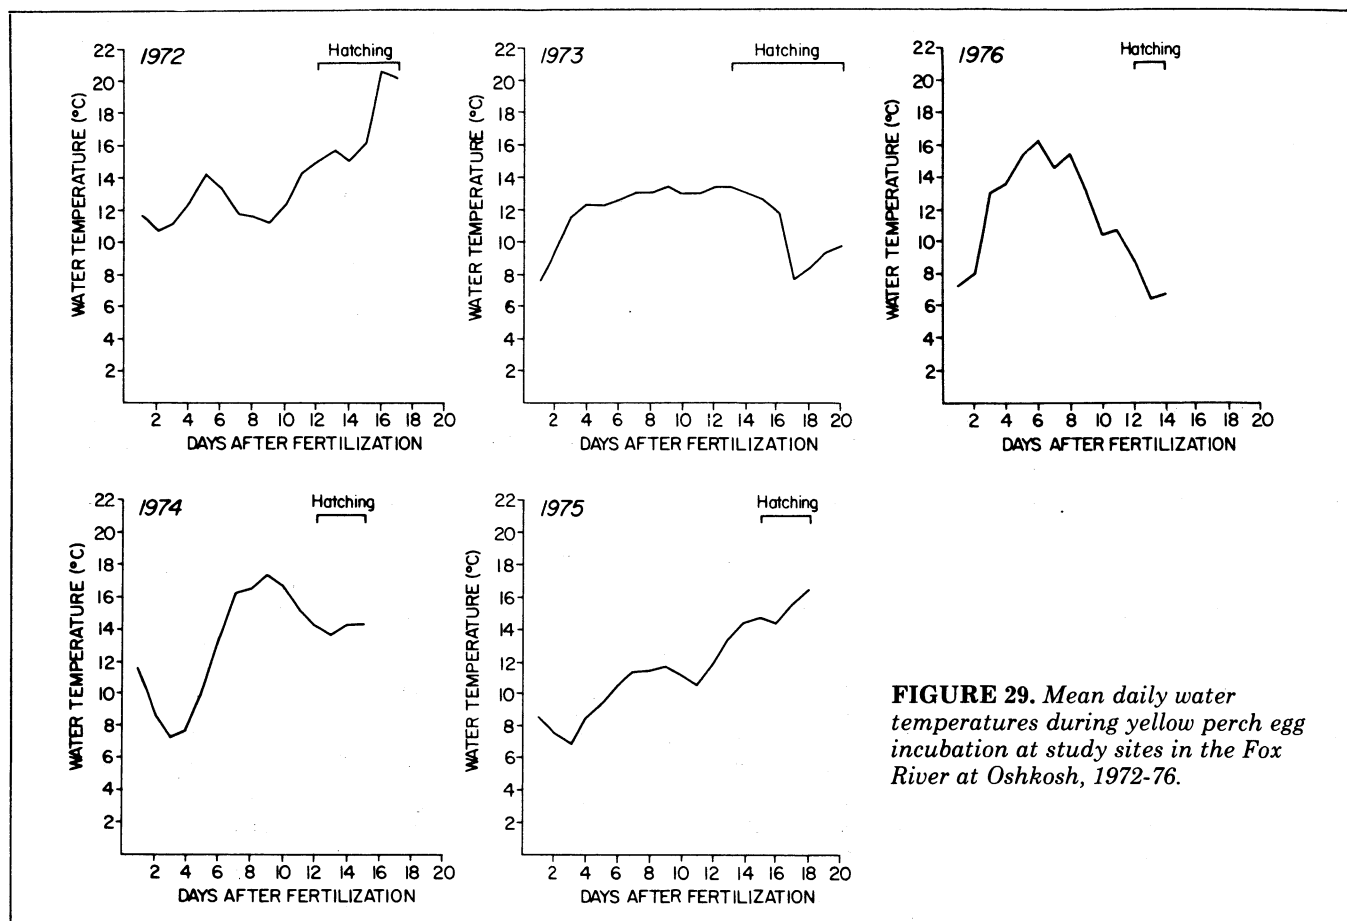 1972
Hatching
22
20
18
16
14
12
10
8
6
4
2
WATER TEMPERATURE (°C)
2 4 6 8 10 12 14 16 18 20
DAYS AFTER FERTILIZATION
1973
Hatching
22
20
18
16
14
12
10
8
6
4
2
WATER TEMPERATURE (°C)
2 4 6 8 10 12 14 16 18 20
DAYS AFTER FERTILIZATION
1976
Hatching
22
20
18
16
14
12
10
8
6
4
2
WATER TEMPERATURE (°C)
2 4 6 8 10 12 14 16 18 20
DAYS AFTER FERTILIZATION
1974
Hatching
22
20
18
16
14
12
10
8
6
4
2
WATER TEMPERATURE (°C)
2 4 6 8 10 12 14 16 18 20
DAYS AFTER FERTILIZATION
1975
Hatching
22
20
18
16
14
12
10
8
6
4
2
WATER TEMPERATURE (°C)
2 4 6 8 10 12 14 16 18 20
DAYS AFTER FERTILIZATION
FIGURE 29. Mean daily water
temperatures during yellow perch egg
incubation at study sites in the Fox
River at Oshkosh, 1972-76.